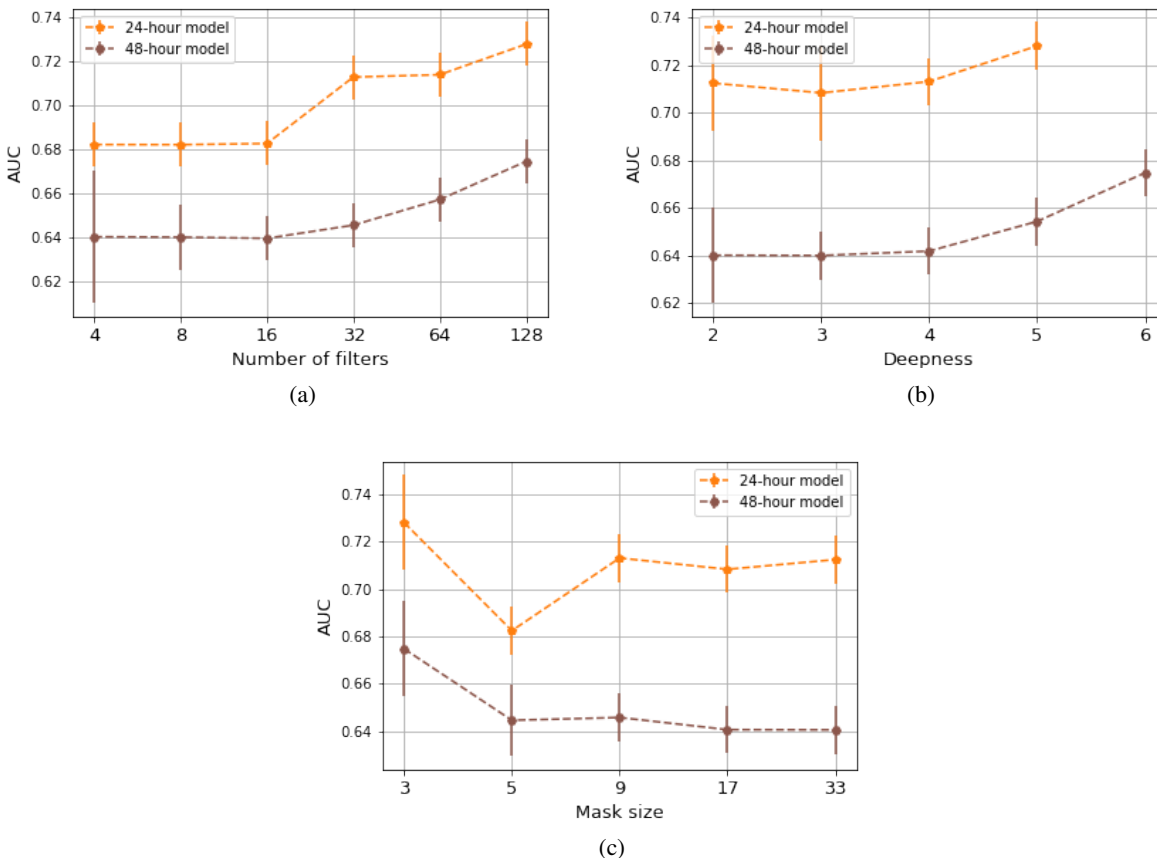 0.74
0.72
0.70
0.68
0.66
0.64
0.62
AUC
24-hour model
48-hour model
4 8 16 32 64 128
Number of filters
(a)
0.74
0.72
0.70
0.68
0.66
0.64
0.62
AUC
24-hour model
48-hour model
2 3 4 5 6
Deepness
(b)
0.74
0.72
0.70
0.68
0.66
0.64
AUC
24-hour model
48-hour model
3 5 9 17 33
Mask size
(c)